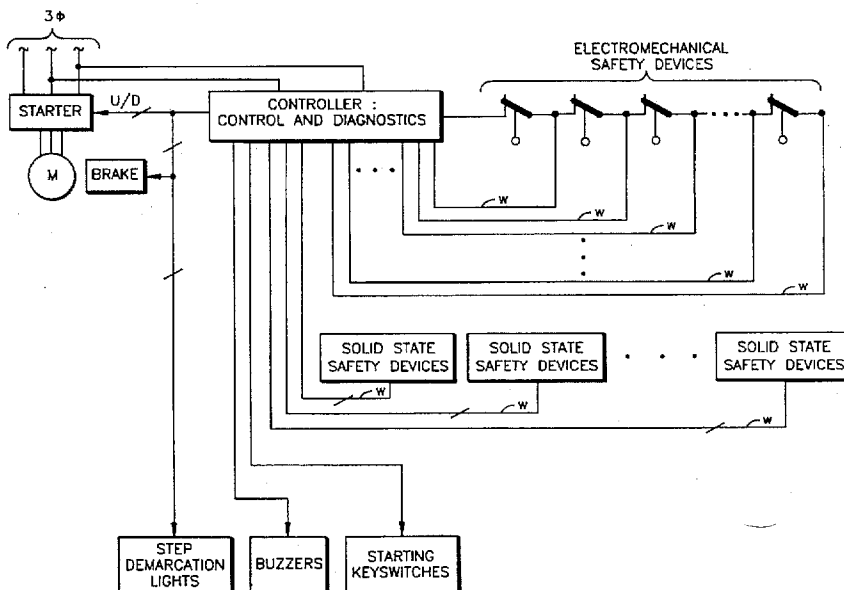 3Φ
ELECTROMECHANICAL
SAFETY DEVICES
STARTER
U/D
CONTROLLER :
CONTROL AND DIAGNOSTICS
M
BRAKE
W
W
W
W
W
SOLID STATE
SAFETY DEVICES
SOLID STATE
SAFETY DEVICES
SOLID STATE
SAFETY DEVICES
W
W
W
STEP
DEMARCATION
LIGHTS
BUZZERS
STARTING
KEYSWITCHES